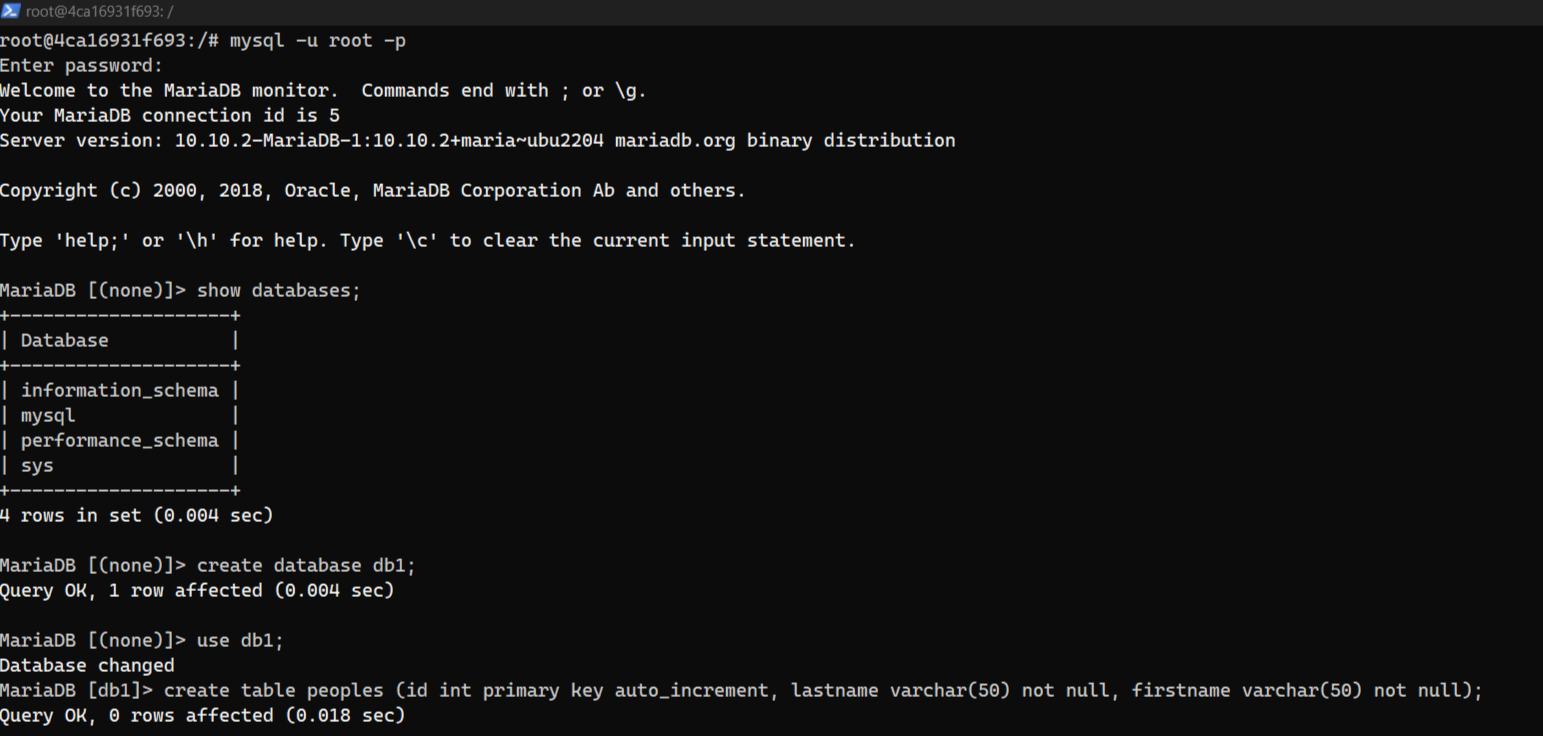 root@4ca16931f693: /
root@4ca16931f693:/# mysql -u root -p
Enter password:
Welcome to the MariaDB monitor.  Commands end with ; or \g.
Your MariaDB connection id is 5
Server version: 10.10.2-MariaDB-1:10.10.2+maria~ubu2204 mariadb.org binary distribution

Copyright (c) 2000, 2018, Oracle, MariaDB Corporation Ab and others.

Type 'help;' or '\h' for help. Type '\c' to clear the current input statement.

MariaDB [(none)]> show databases;
+--------------------+
| Database           |
+--------------------+
| information_schema |
| mysql              |
| performance_schema |
| sys                |
+--------------------+
4 rows in set (0.004 sec)

MariaDB [(none)]> create database db1;
Query OK, 1 row affected (0.004 sec)

MariaDB [(none)]> use db1;
Database changed
MariaDB [db1]> create table peoples (id int primary key auto_increment, lastname varchar(50) not null, firstname varchar(50) not null);
Query OK, 0 rows affected (0.018 sec)